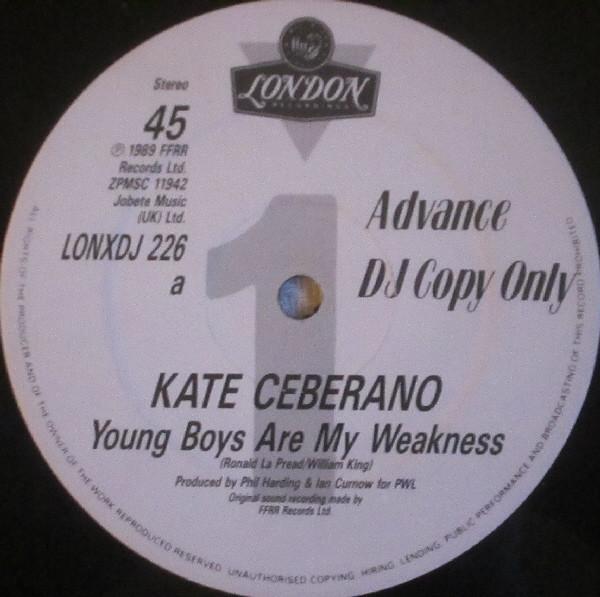 LONDON
RECORDINGS
Stereo
45
℗ 1989 FFRR
Records Ltd.
ZPMSC 11942
Jobete Music
(UK) Ltd.
LONXDJ 226
a
1
Advance
DJ Copy Only
KATE CEBERANO
Young Boys Are My Weakness
(Ronald La Pread/William King)
Produced by Phil Harding & Ian Curnow for PWL
Original sound recording made by
FFRR Records Ltd.
ALL RIGHTS OF THE PRODUCER AND OF THE OWNER OF THE WORK REPRODUCED RESERVED. UNAUTHORISED COPYING, HIRING, LENDING, PUBLIC PERFORMANCE AND BROADCASTING OF THIS RECORD PROHIBITED